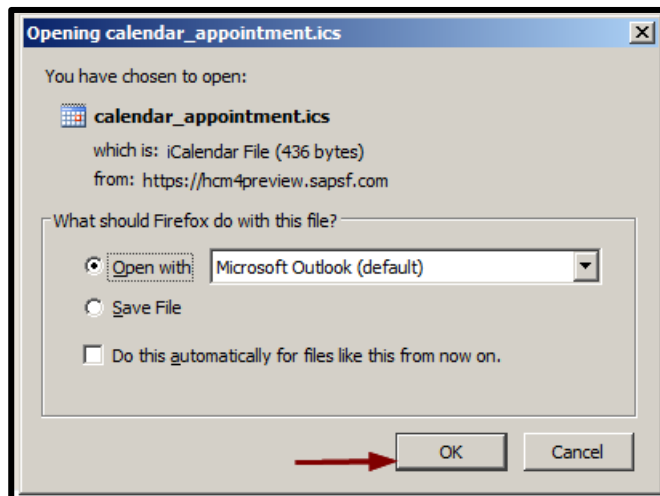 Opening calendar_appointment.ics
You have chosen to open:
calendar_appointment.ics
which is: iCalendar File (436 bytes)
from: https://hcm4preview.sapsf.com
What should Firefox do with this file?
Open with Microsoft Outlook (default)
Save File
Do this automatically for files like this from now on.
OK Cancel